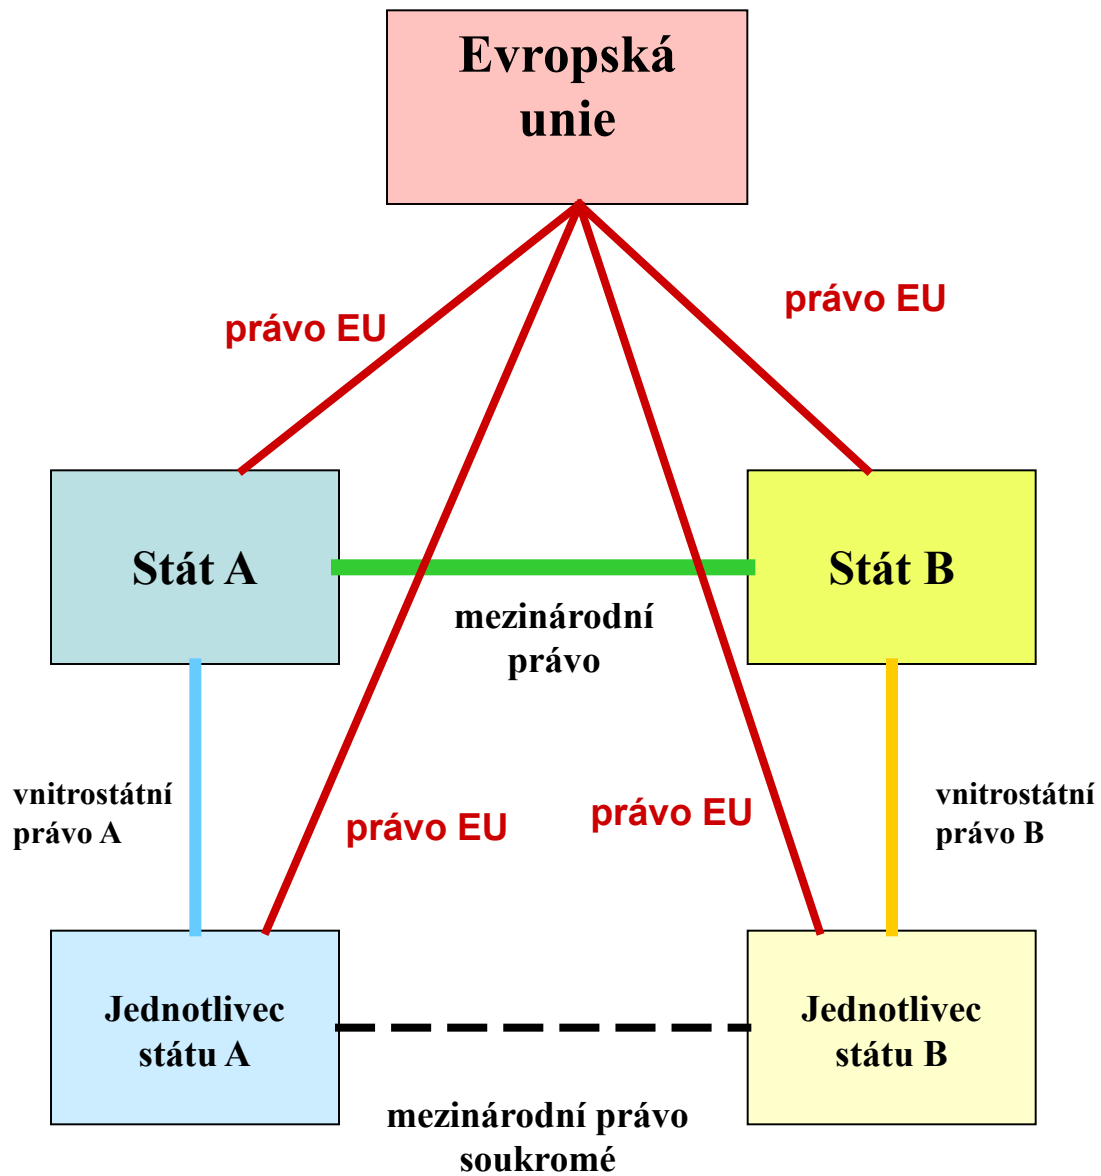 Evropská
unie
právo EU
právo EU
Stát A
Stát B
mezinárodní
právo
vnitrostátní
právo A
vnitrostátní
právo B
právo EU
právo EU
Jednotlivec
státu A
Jednotlivec
státu B
mezinárodní právo
soukromé